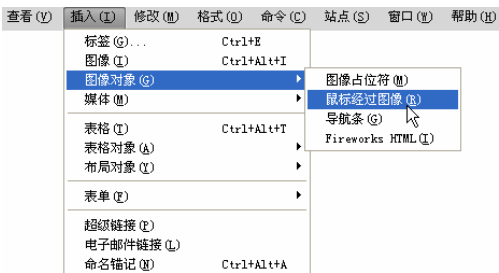 查看(V) 插入(I) 修改(M) 格式(O) 命令(C) 站点(S) 窗口(W) 帮助(H)
标签(G)... Ctrl+E
图像(I) Ctrl+Alt+I
图像对象(G)
媒体(M)
表格(T) Ctrl+Alt+T
表格对象(A)
布局对象(Y)
表单(F)
超级链接(P)
电子邮件链接(L)
命名锚记(N) Ctrl+Alt+A
图像占位符(M)
鼠标经过图像(R)
导航条(G)
Fireworks HTML(I)